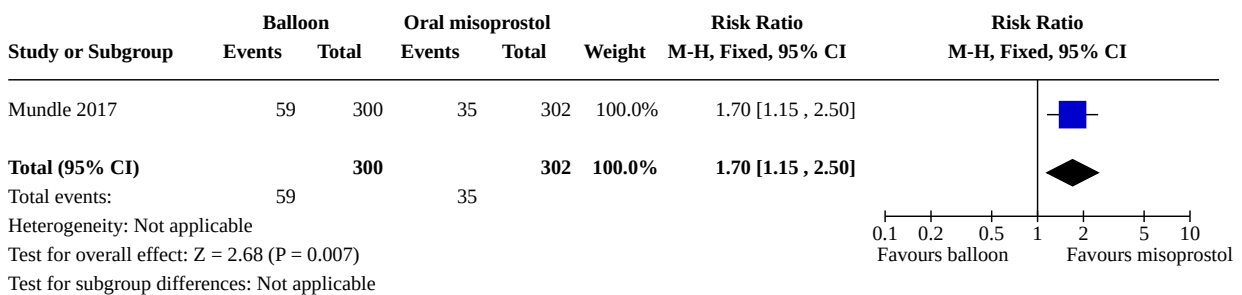 Balloon Oral misoprostol Risk Ratio Risk Ratio
Study or Subgroup Events Total Events Total Weight M-H, Fixed, 95% CI M-H, Fixed, 95% CI
Mundle 2017 59 300 35 302 100.0% 1.70 [1.15 , 2.50]
Total (95% CI) 300 302 100.0% 1.70 [1.15 , 2.50]
Total events: 59 35
Heterogeneity: Not applicable
0.1 0.2 0.5 1 2 5 10
Test for overall effect: Z = 2.68 (P = 0.007) Favours balloon Favours misoprostol
Test for subgroup differences: Not applicable